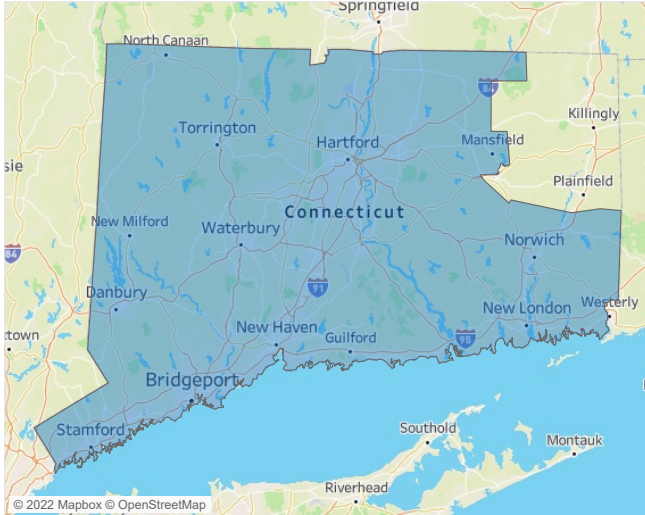 Springfield
North Canaan
84
Killingly
Torrington
Hartford
Mansfield
sie
Plainfield
Connecticut
New Milford
Waterbury
Norwich
84
91
Danbury
New London
Westerly
New Haven
Guilford
95
town
Bridgeport
Stamford
Southold
Montauk
Riverhead
© 2022 Mapbox © OpenStreetMap